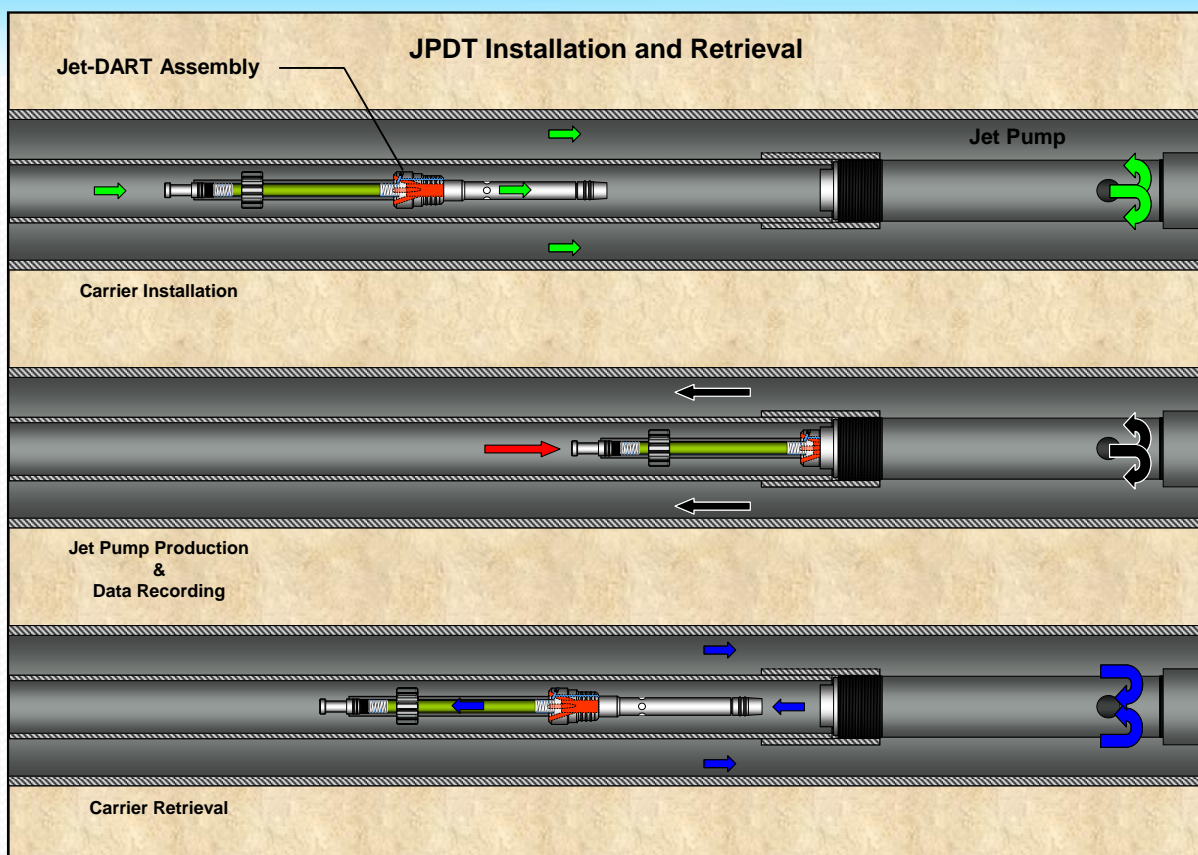 JPDT Installation and Retrieval
Jet-DART Assembly
Jet Pump
Carrier Installation
Jet Pump Production
&
Data Recording
Carrier Retrieval